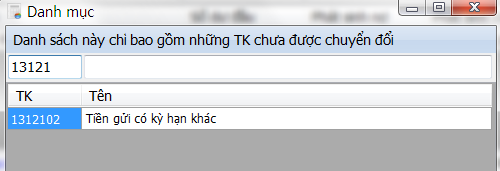 Danh mục
Danh sách này chỉ bao gồm những TK chưa được chuyển đổi
13121
TK Tên
1312102 Tiền gửi có kỳ hạn khác